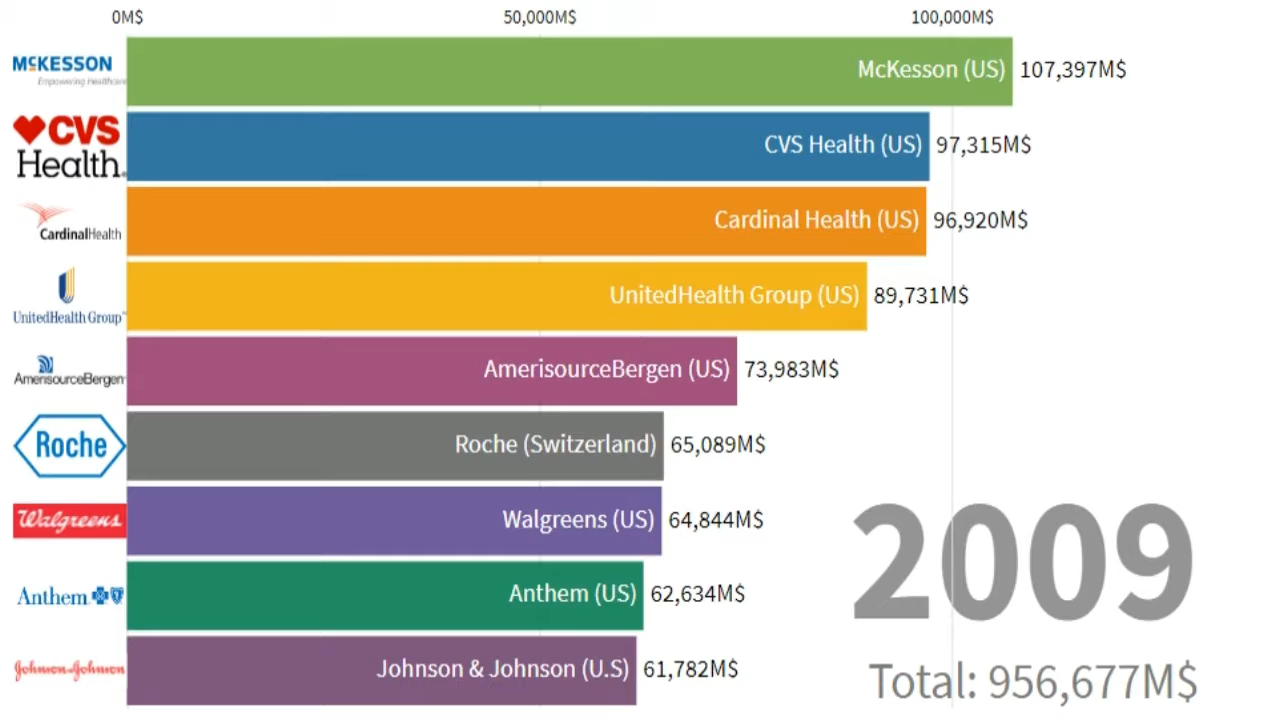 0M$ 50,000M$ 100,000M$
MCKESSON
Empowering Healthcare
McKesson (US) 107,397M$
CVS
Health.
CVS Health (US) 97,315M$
CardinalHealth
Cardinal Health (US) 96,920M$
UnitedHealth Group
UnitedHealth Group (US) 89,731M$
AmerisourceBergen
AmerisourceBergen (US) 73,983M$
Roche
Roche (Switzerland) 65,089M$
Walgreens
Walgreens (US) 64,844M$
Anthem
Anthem (US) 62,634M$
Johnson&Johnson
Johnson & Johnson (U.S) 61,782M$
2009
Total: 956,677M$